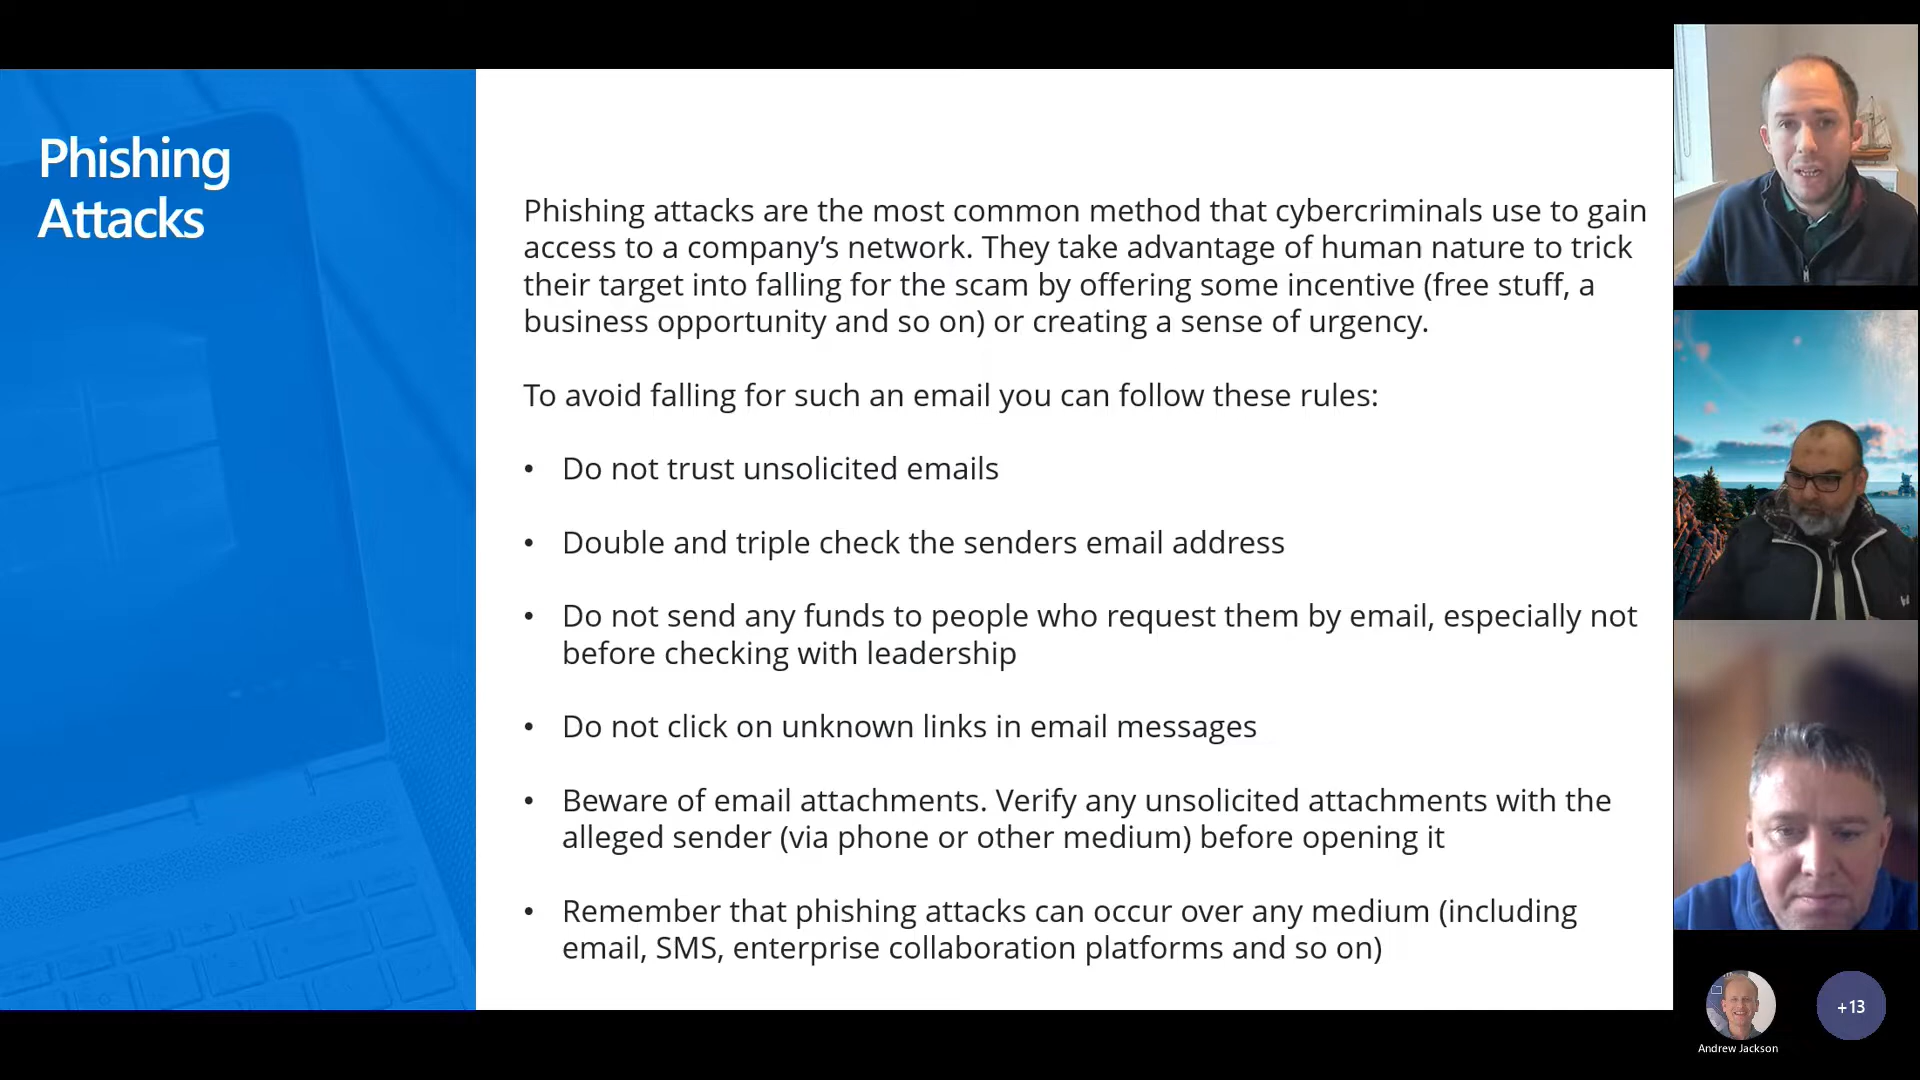 Phishing
Attacks
Phishing attacks are the most common method that cybercriminals use to gain
access to a company’s network. They take advantage of human nature to trick
their target into falling for the scam by offering some incentive (free stuff, a
business opportunity and so on) or creating a sense of urgency.
To avoid falling for such an email you can follow these rules:
• Do not trust unsolicited emails
• Double and triple check the senders email address
• Do not send any funds to people who request them by email, especially not
before checking with leadership
• Do not click on unknown links in email messages
• Beware of email attachments. Verify any unsolicited attachments with the
alleged sender (via phone or other medium) before opening it
• Remember that phishing attacks can occur over any medium (including
email, SMS, enterprise collaboration platforms and so on)
+13
Andrew Jackson